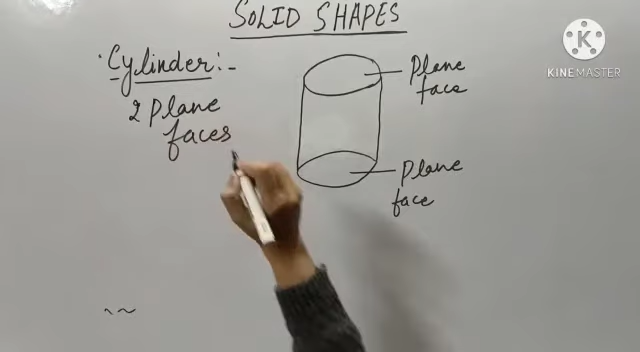 SOLID SHAPES
Cylinder:-
2 Plane
faces
Plane
face
Plane
face
K
KINEMASTER